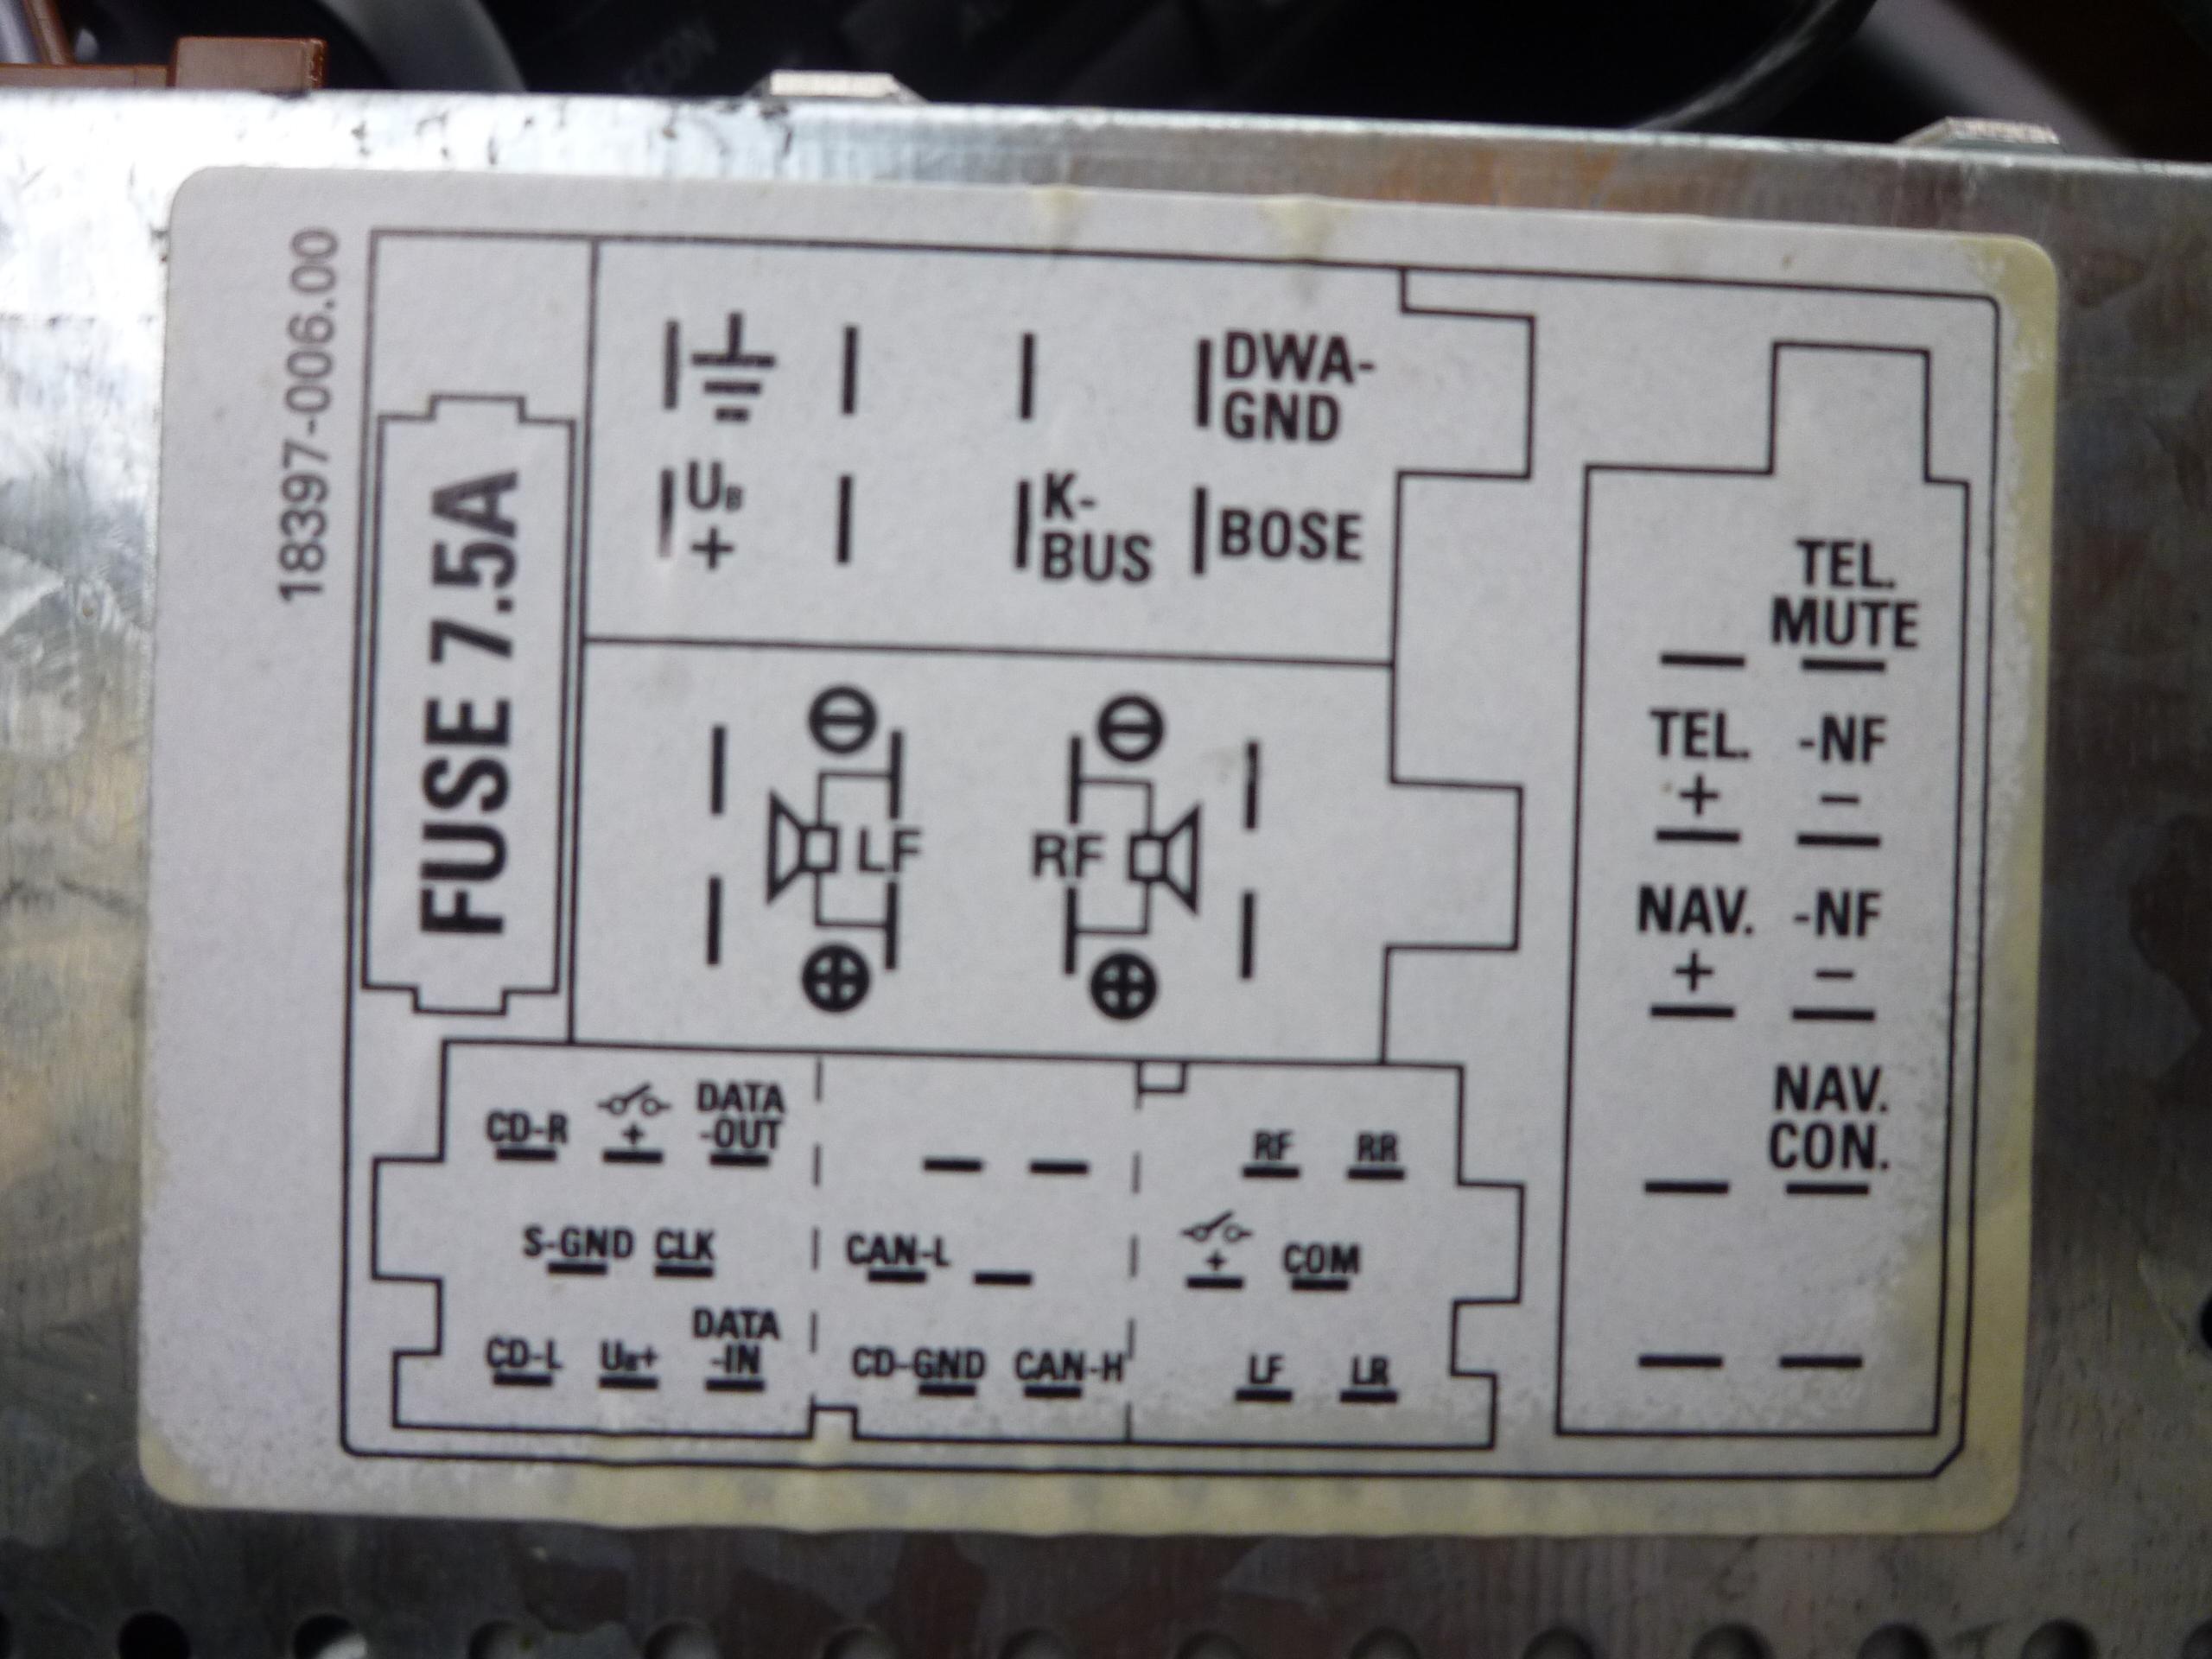 18397-006.00
FUSE 7.5A
DWA-
GND
UB
+
K-
BUS
BOSE
LF
RF
CD-R
+
DATA
-OUT
S-GND
CLK
CD-L
UB+
DATA
-IN
CAN-L
CD-GND
CAN-H
RF
RR
+
COM
LF
LR
TEL.
MUTE
TEL.
+
-NF
–
NAV.
+
-NF
–
NAV.
CON.